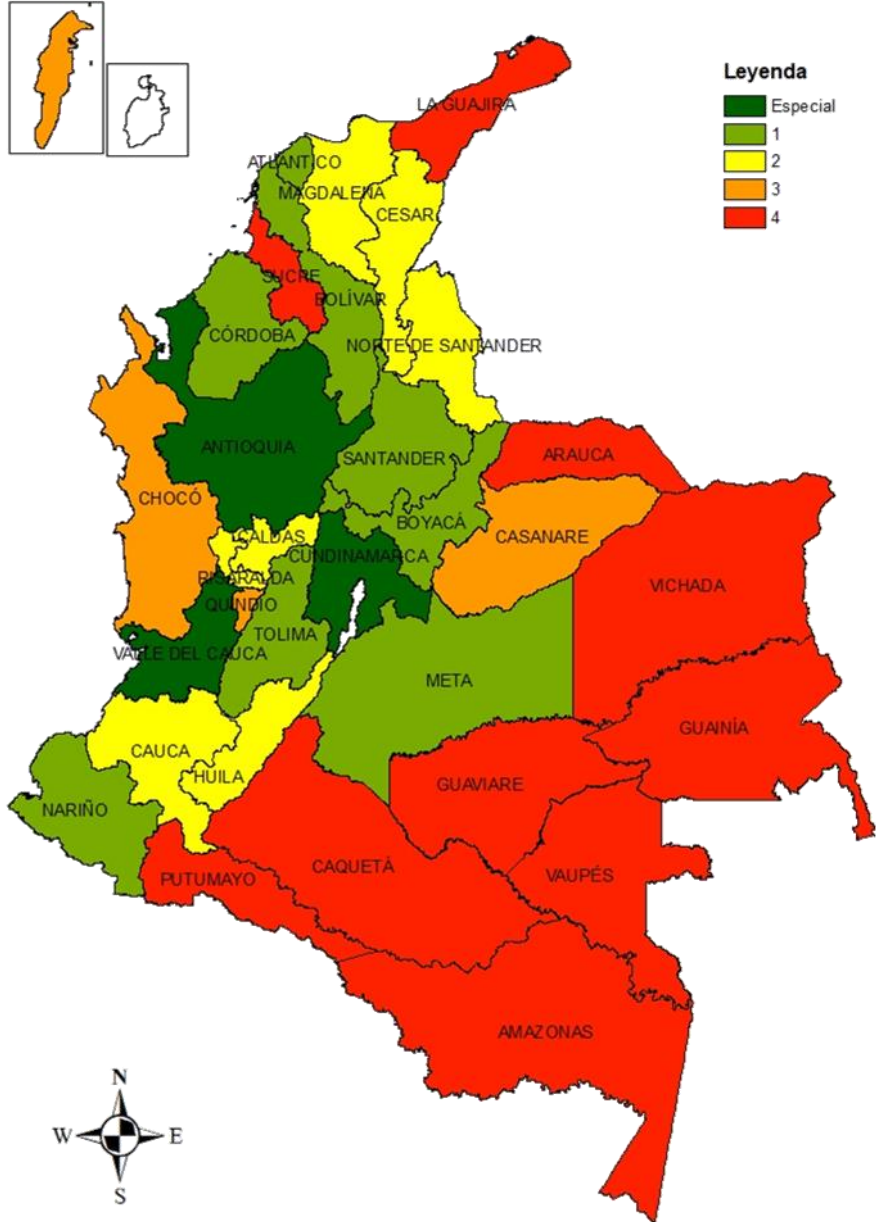 Leyenda
Especial
1
2
3
4
LA GUAJIRA
ATLÁNTICO
MAGDALENA
CESAR
SUCRE
BOLÍVAR
CÓRDOBA
NORTE DE SANTANDER
ANTIOQUIA
SANTANDER
ARAUCA
CHOCÓ
BOYACÁ
CASANARE
CALDAS
CUNDINAMARCA
RISARALDA
VICHADA
QUINDIO
TOLIMA
VALLE DEL CAUCA
META
GUAINÍA
CAUCA
HUILA
GUAVIARE
NARIÑO
CAQUETÁ
PUTUMAYO
VAUPÉS
AMAZONAS
N
W
E
S